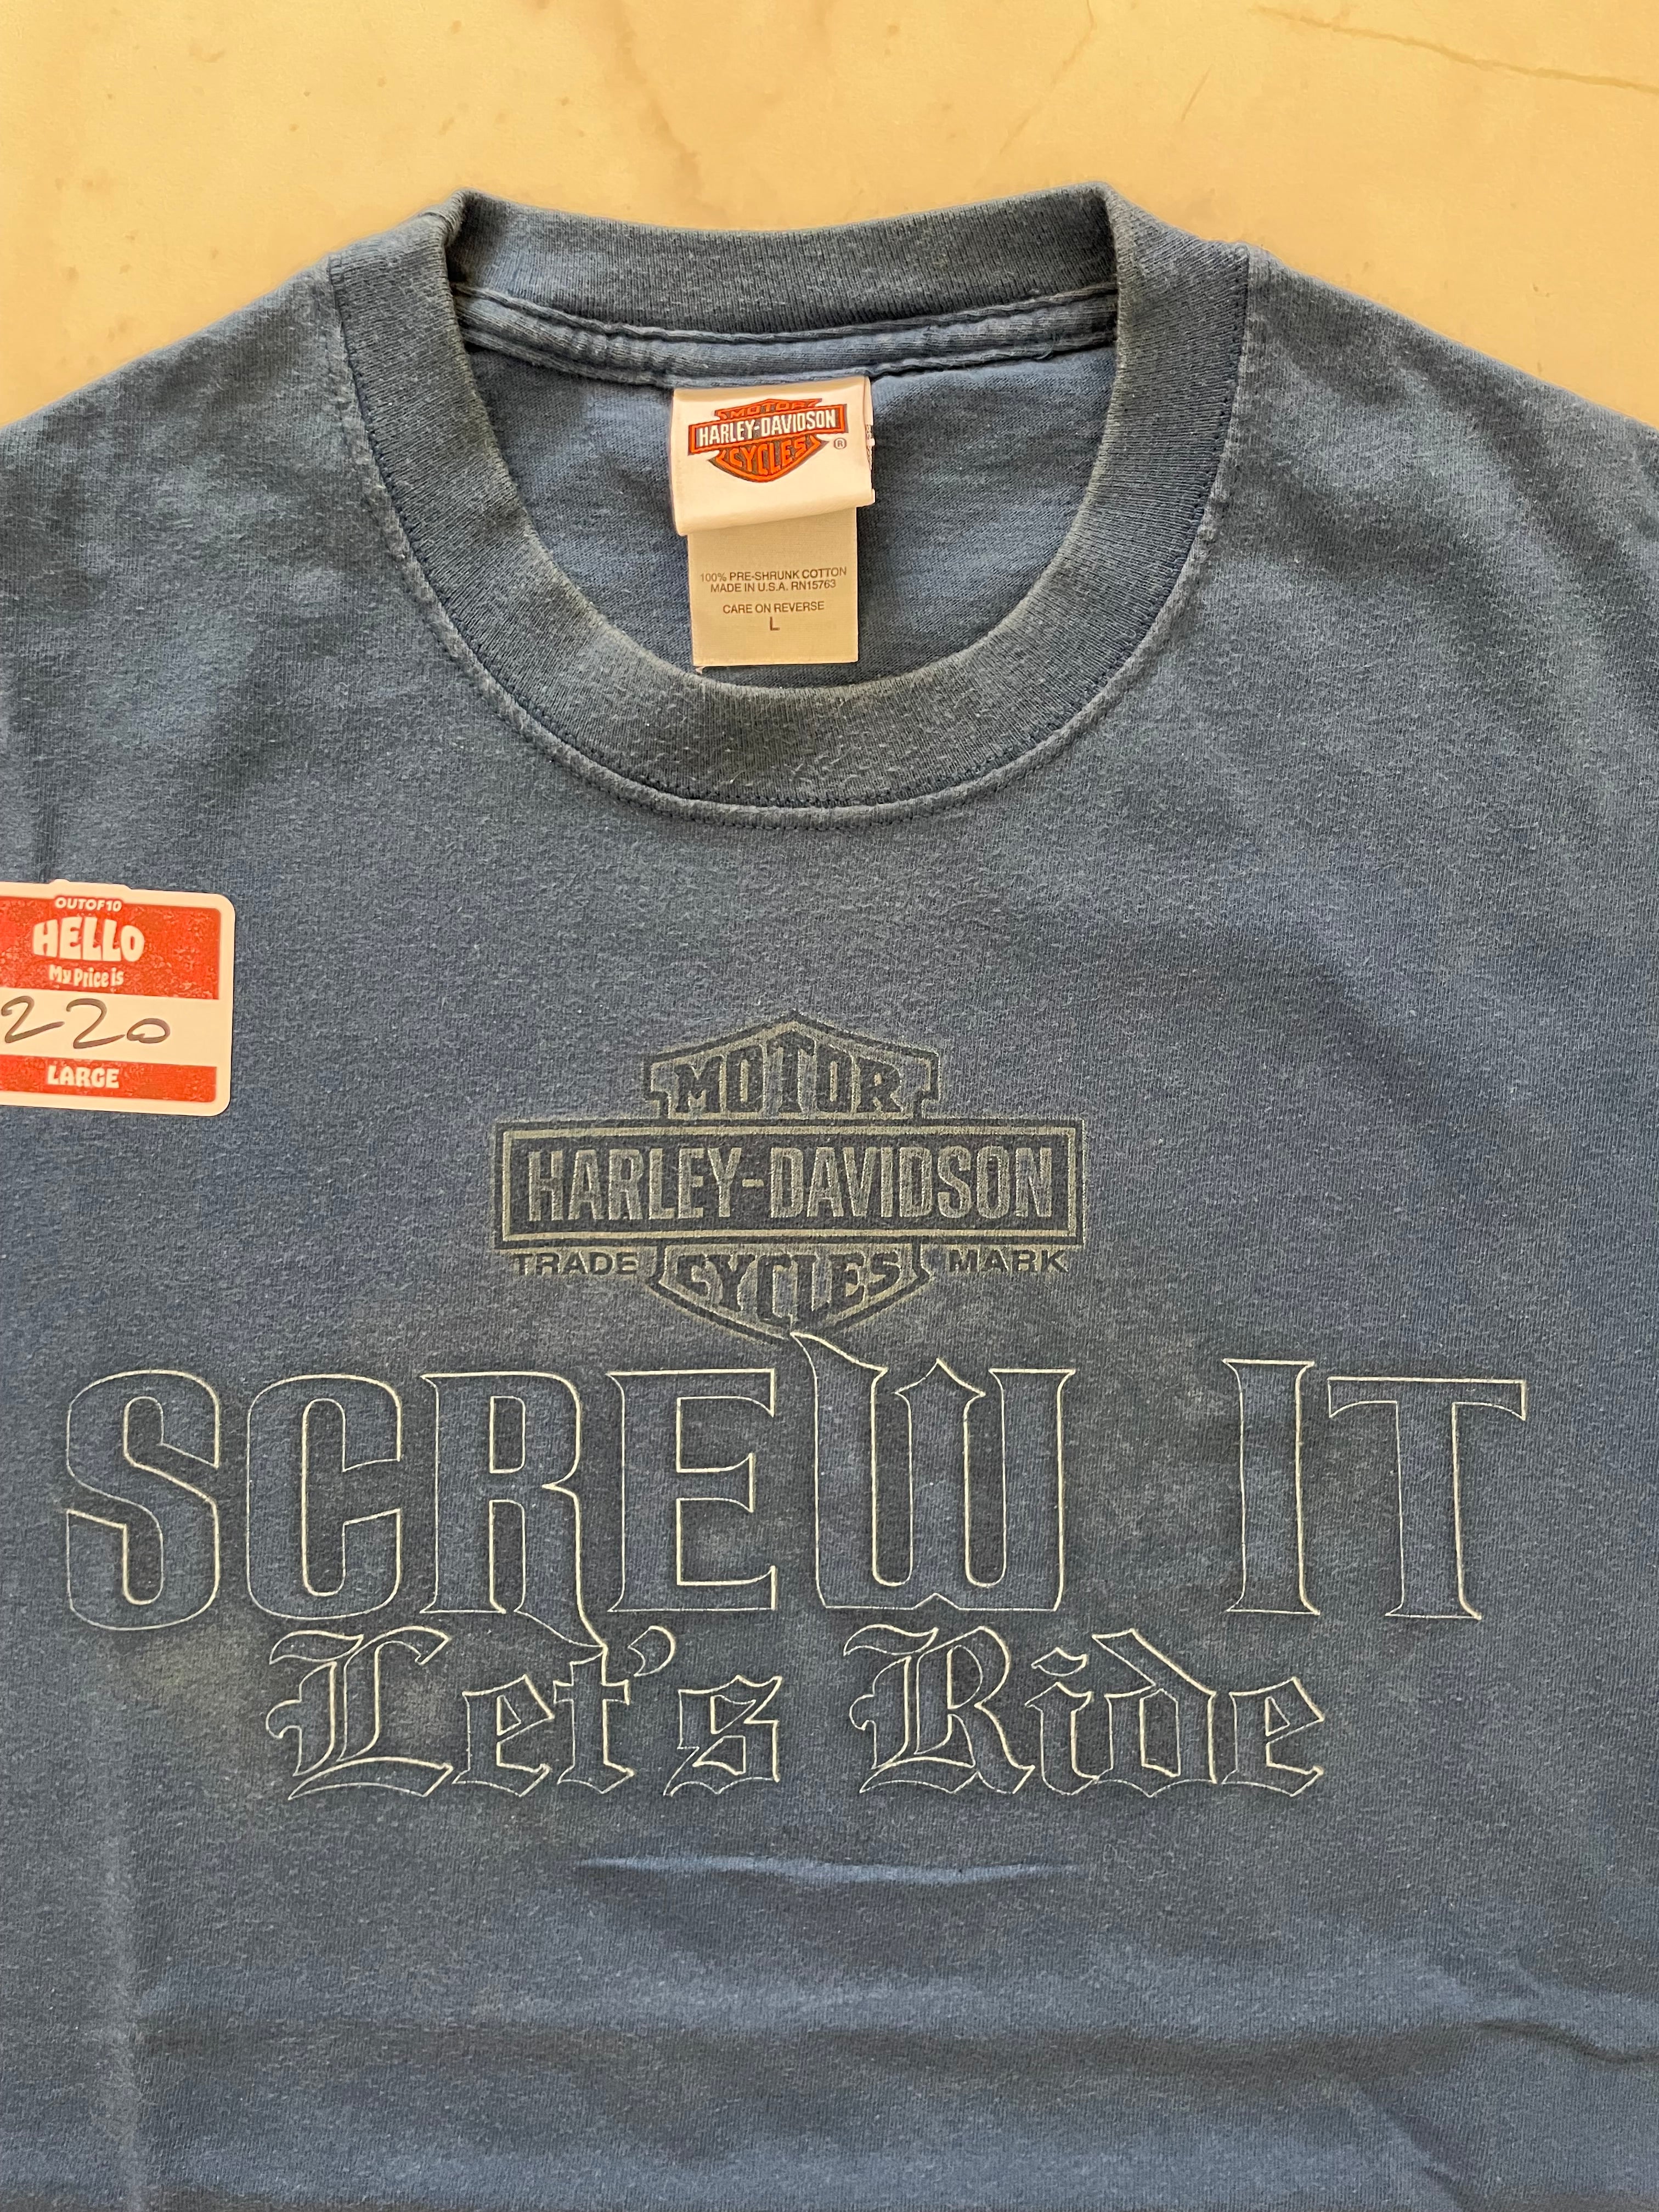 MOTOR
HARLEY-DAVIDSON
CYCLES ®
100% PRE-SHRUNK COTTON
MADE IN U.S.A. RN15763
CARE ON REVERSE
L
OUTOF10
HELLO
My Price is
220
LARGE
MOTOR
HARLEY-DAVIDSON
TRADE CYCLES MARK
SCREW IT
Let's Ride